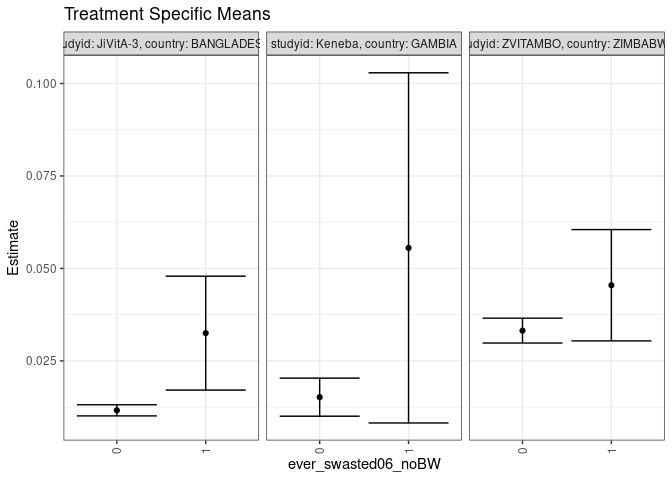 Treatment Specific Means
studyid: JiVitA-3, country: BANGLADES
studyid: Keneba, country: GAMBIA
udyid: ZVITAMBO, country: ZIMBABW
0.100
0.075
0.050
0.025
Estimate
0 1 0 1 0 1
ever_swasted06_noBW